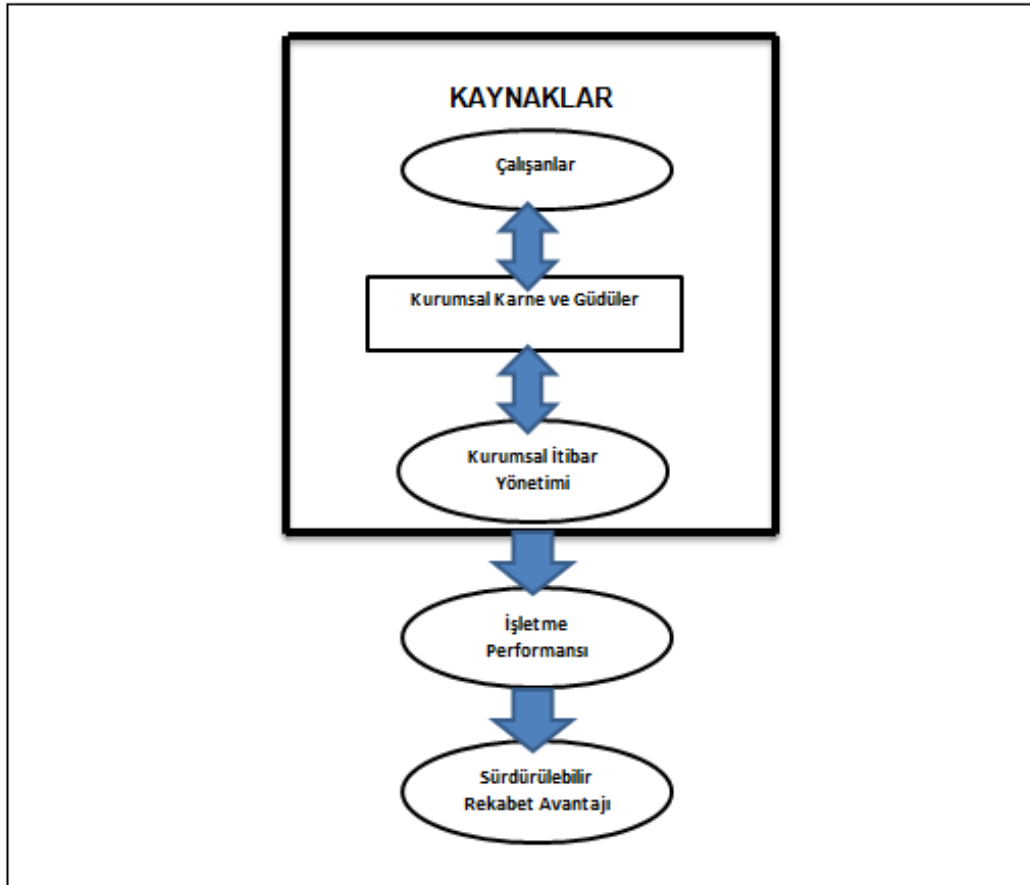 KAYNAKLAR
Çalışanlar
Kurumsal Karne ve Güdüler
Kurumsal İtibar
Yönetimi
İşletme
Performansı
Sürdürülebilir
Rekabet Avantajı